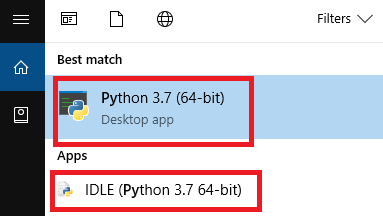 Filters
Best match
Python 3.7 (64-bit)
Desktop app
Apps
IDLE (Python 3.7 64-bit)